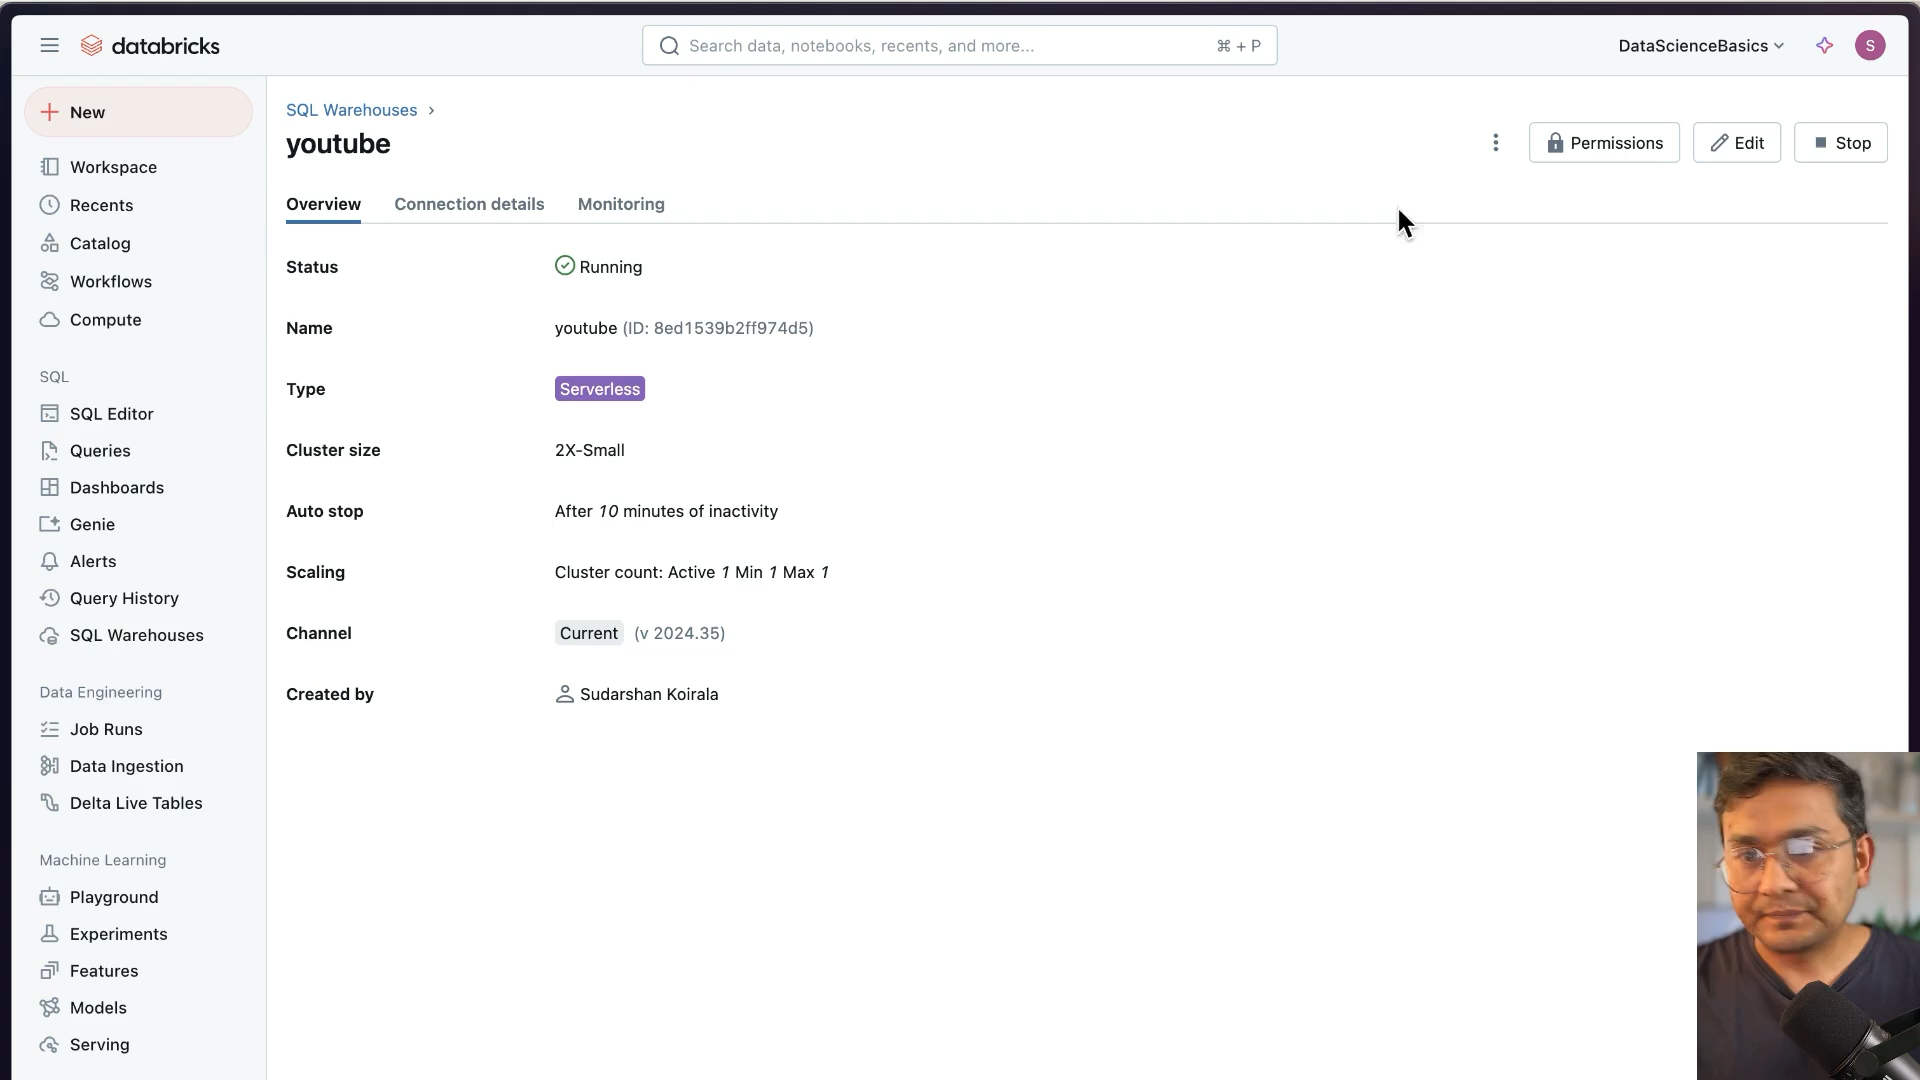 databricks
Search data, notebooks, recents, and more...
⌘ + P
DataScienceBasics
S
New
Workspace
Recents
Catalog
Workflows
Compute
SQL
SQL Editor
Queries
Dashboards
Genie
Alerts
Query History
SQL Warehouses
Data Engineering
Job Runs
Data Ingestion
Delta Live Tables
Machine Learning
Playground
Experiments
Features
Models
Serving
SQL Warehouses ›
youtube
Permissions
Edit
Stop
Overview
Connection details
Monitoring
Status Running
Name youtube (ID: 8ed1539b2ff974d5)
Type Serverless
Cluster size 2X-Small
Auto stop After 10 minutes of inactivity
Scaling Cluster count: Active 1 Min 1 Max 1
Channel Current (v 2024.35)
Created by Sudarshan Koirala